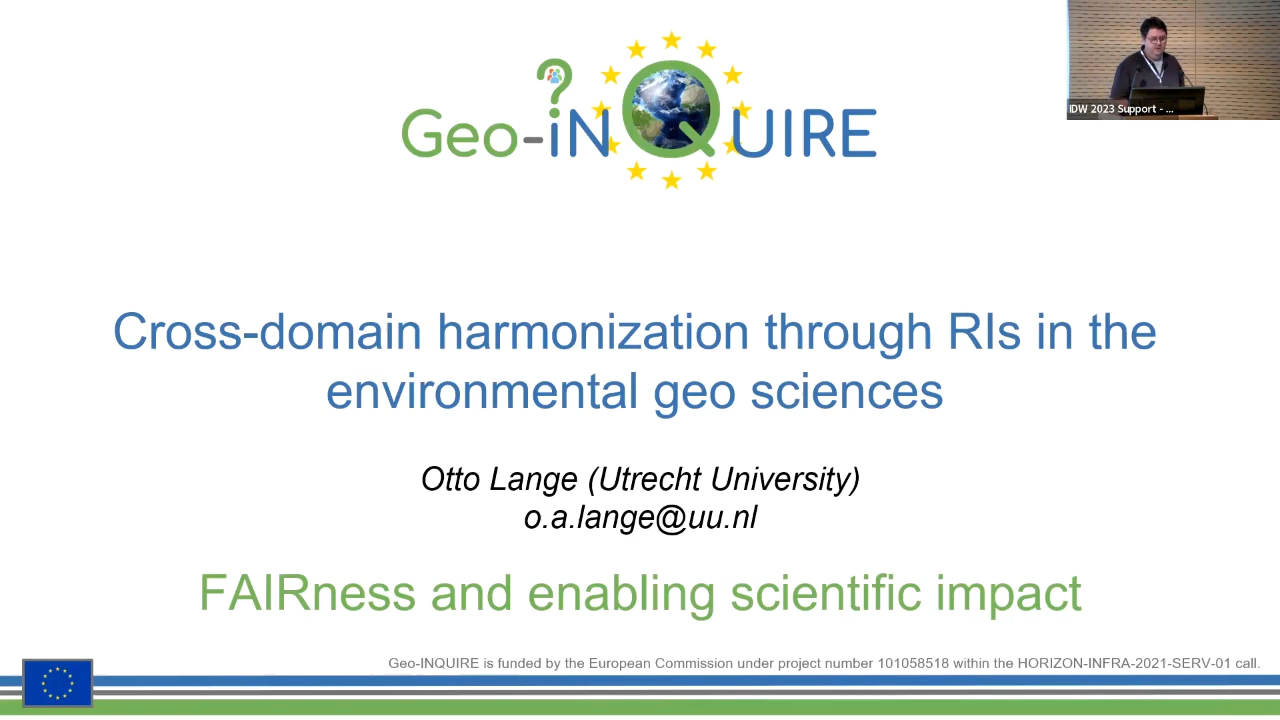 IDW 2023 Support - ...
Geo-iNQUIRE
Cross-domain harmonization through RIs in the
environmental geo sciences
Otto Lange (Utrecht University)
o.a.lange@uu.nl
FAIRness and enabling scientific impact
Geo-INQUIRE is funded by the European Commission under project number 101058518 within the HORIZON-INFRA-2021-SERV-01 call.